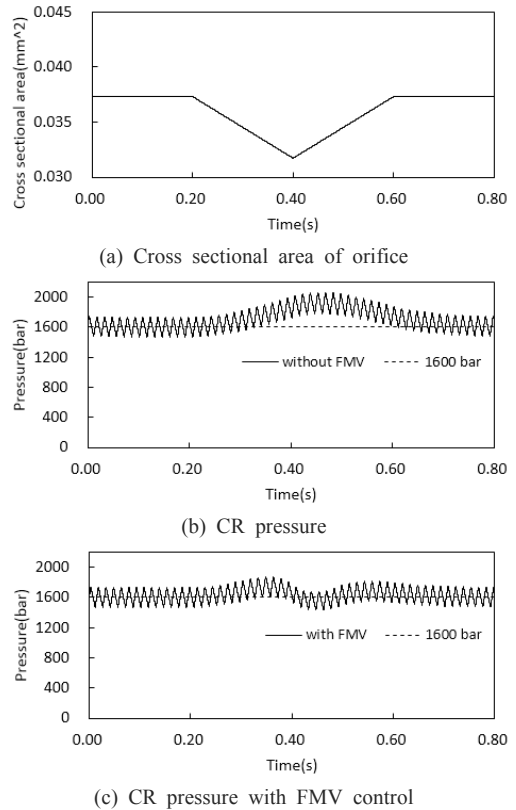 0.045
0.040
0.035
0.030
Cross sectional area(mm^2)
0.00 0.20 0.40 0.60 0.80
Time(s)
(a) Cross sectional area of orifice
2000
1600
1200
800
400
0
Pressure(bar)
without FMV 1600 bar
0.00 0.20 0.40 0.60 0.80
Time(s)
(b) CR pressure
2000
1600
1200
800
400
0
Pressure(bar)
with FMV 1600 bar
0.00 0.20 0.40 0.60 0.80
Time(s)
(c) CR pressure with FMV control